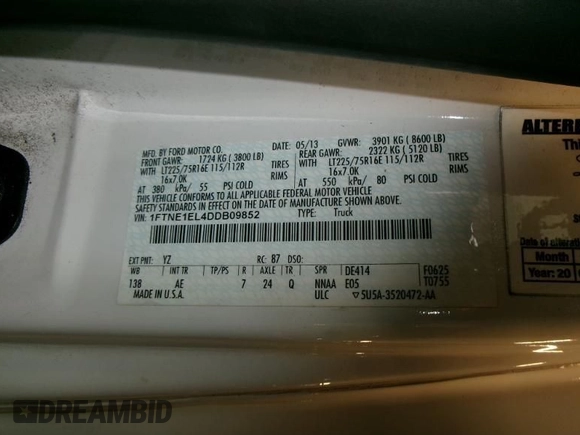 MFD. BY FORD MOTOR CO.
DATE: 05/13 GVWR: 3901 KG ( 8600 LB)
FRONT GAWR: 1724 KG ( 3800 LB)
REAR GAWR: 2322 KG ( 5120 LB)
WITH LT225/75R16E 115/112R TIRES
WITH LT225/75R16E 115/112R TIRES
16x7.0K RIMS
16x7.0K RIMS
AT 380 kPa/ 55 PSI COLD
AT 550 kPa/ 80 PSI COLD
THIS VEHICLE CONFORMS TO ALL APPLICABLE FEDERAL MOTOR VEHICLE
SAFETY STANDARDS IN EFFECT ON THE DATE OF MANUFACTURE SHOWN ABOVE.
VIN: 1FTNE1EL4DDB09852 TYPE: Truck
EXT PNT: YZ RC: 87 DSO:
WB INT TR TP/PS R AXLE TR SPR DE414 F0625
138 AE 7 24 Q NNAA E05 T0755
MADE IN U.S.A. ULC 5U5A-3520472-AA
ALTER
Thi
Date of alteration
Month
Year: 20
DREAMBID